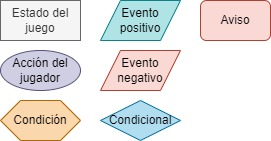 Estado del
juego
Evento
positivo
Aviso
Acción del
jugador
Evento
negativo
Condición
Condicional